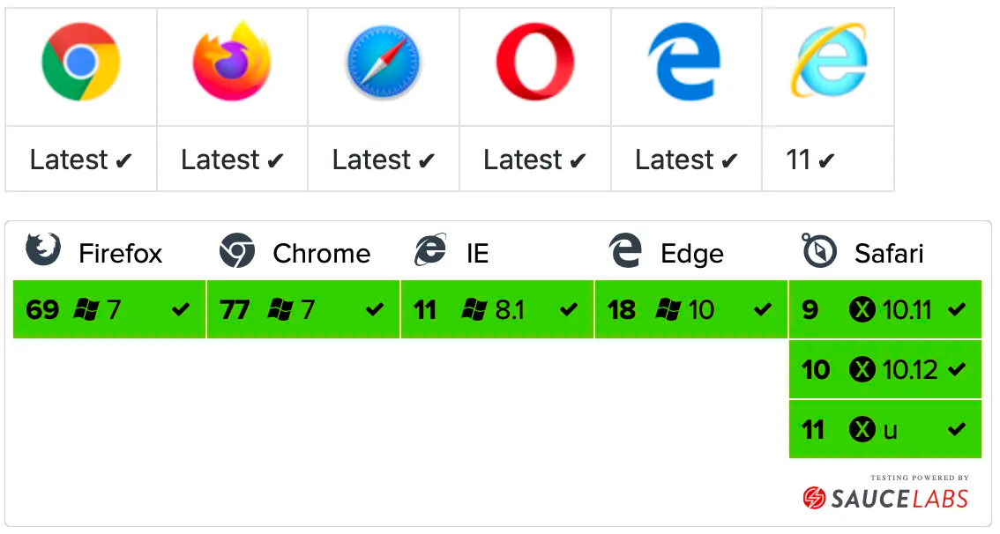 Latest ✔ Latest ✔ Latest ✔ Latest ✔ Latest ✔ 11 ✔
Firefox Chrome IE Edge Safari
69 7 ✔ 77 7 ✔ 11 8.1 ✔ 18 10 ✔ 9 X 10.11 ✔
10 X 10.12 ✔
11 X u ✔
TESTING POWERED BY
SAUCELABS